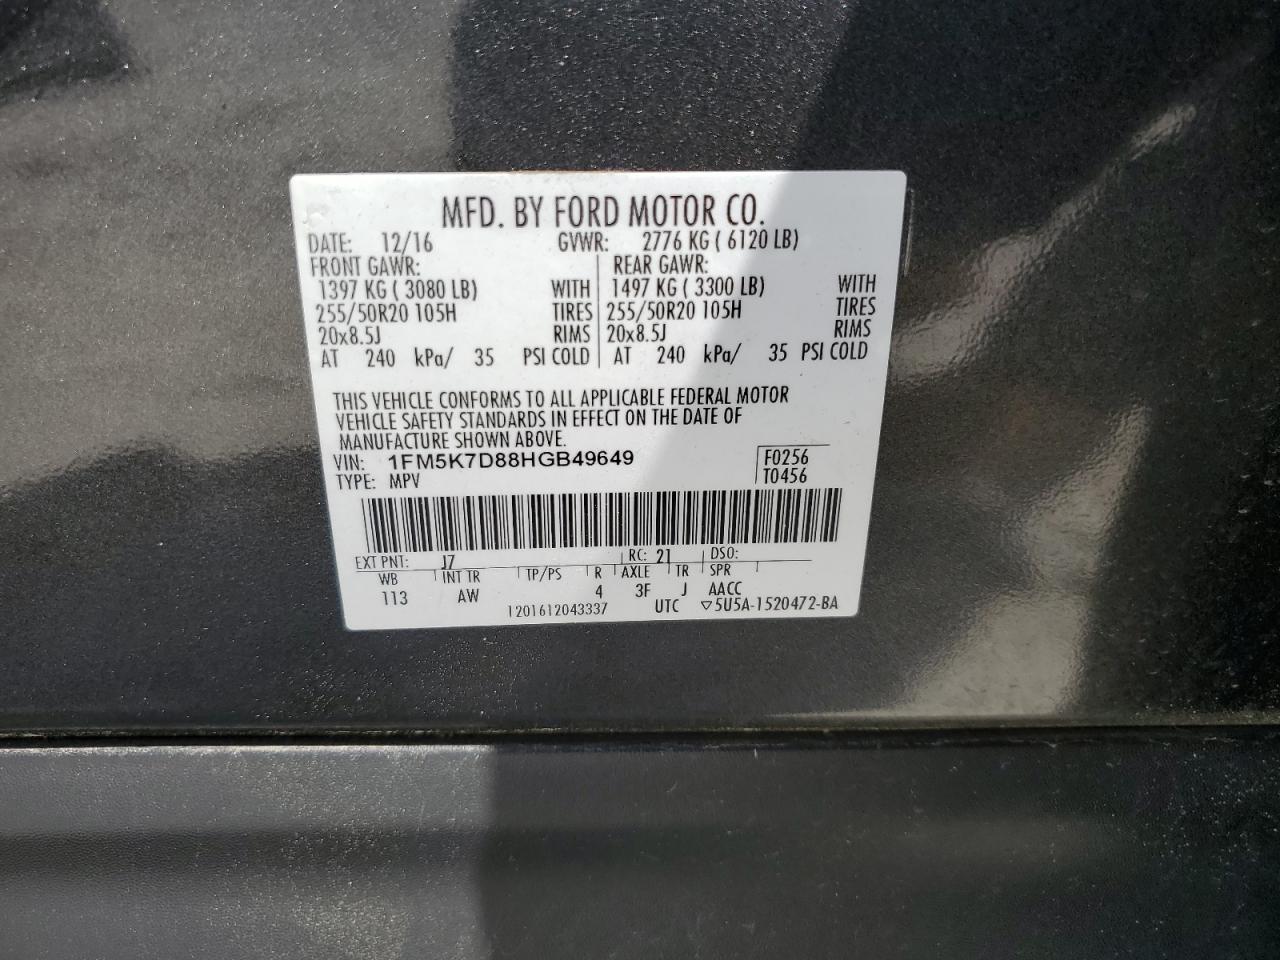 MFD. BY FORD MOTOR CO.
DATE: 12/16 GVWR: 2776 KG ( 6120 LB)
FRONT GAWR: REAR GAWR:
1397 KG ( 3080 LB) WITH 1497 KG ( 3300 LB) WITH
255/50R20 105H TIRES 255/50R20 105H TIRES
20x8.5J RIMS 20x8.5J RIMS
AT 240 kPa/ 35 PSI COLD AT 240 kPa/ 35 PSI COLD
THIS VEHICLE CONFORMS TO ALL APPLICABLE FEDERAL MOTOR
VEHICLE SAFETY STANDARDS IN EFFECT ON THE DATE OF
MANUFACTURE SHOWN ABOVE.
VIN: 1FM5K7D88HGB49649 F0256
TYPE: MPV T0456
EXT PNT: J7 RC: 21 DSO:
WB INT TR TP/PS R AXLE TR SPR
113 AW 4 3F J AACC
1201612043337 UTC ▽5U5A-1520472-BA